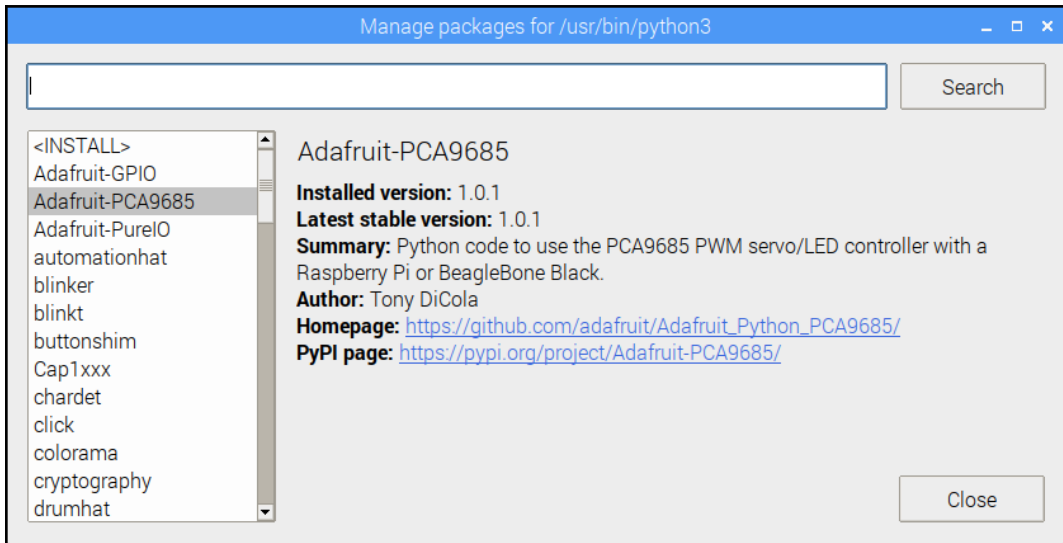 Manage packages for /usr/bin/python3
Search
<INSTALL>
Adafruit-GPIO
Adafruit-PCA9685
Adafruit-PureIO
automationhat
blinker
blinkt
buttonshim
Cap1xxx
chardet
click
colorama
cryptography
drumhat
Adafruit-PCA9685
Installed version: 1.0.1
Latest stable version: 1.0.1
Summary: Python code to use the PCA9685 PWM servo/LED controller with a
Raspberry Pi or BeagleBone Black.
Author: Tony DiCola
Homepage: https://github.com/adafruit/Adafruit_Python_PCA9685/
PyPI page: https://pypi.org/project/Adafruit-PCA9685/
Close